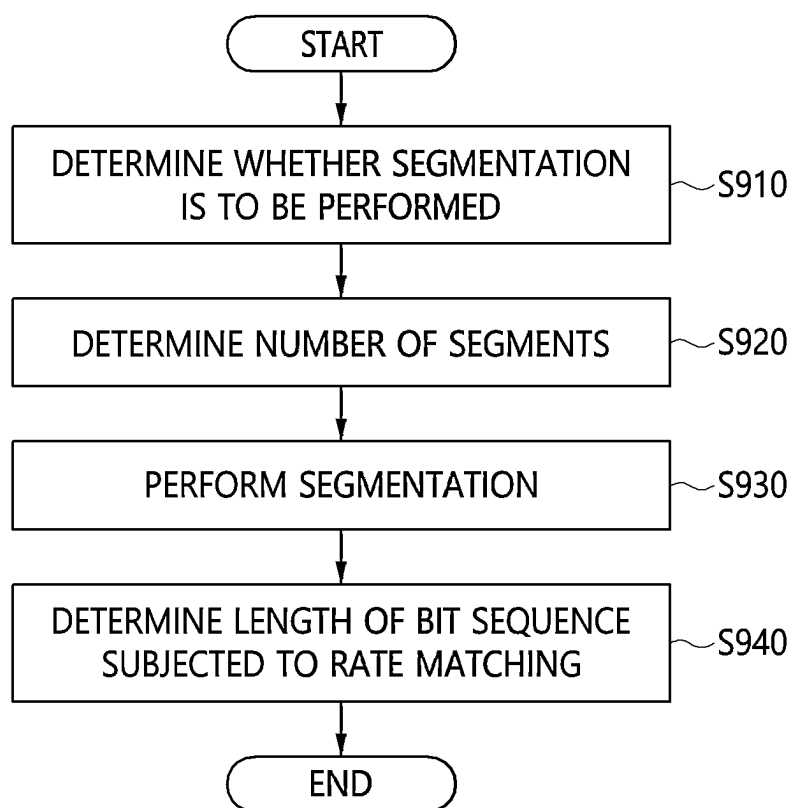 START
DETERMINE WHETHER SEGMENTATION
IS TO BE PERFORMED
S910
DETERMINE NUMBER OF SEGMENTS
S920
PERFORM SEGMENTATION
S930
DETERMINE LENGTH OF BIT SEQUENCE
SUBJECTED TO RATE MATCHING
S940
END